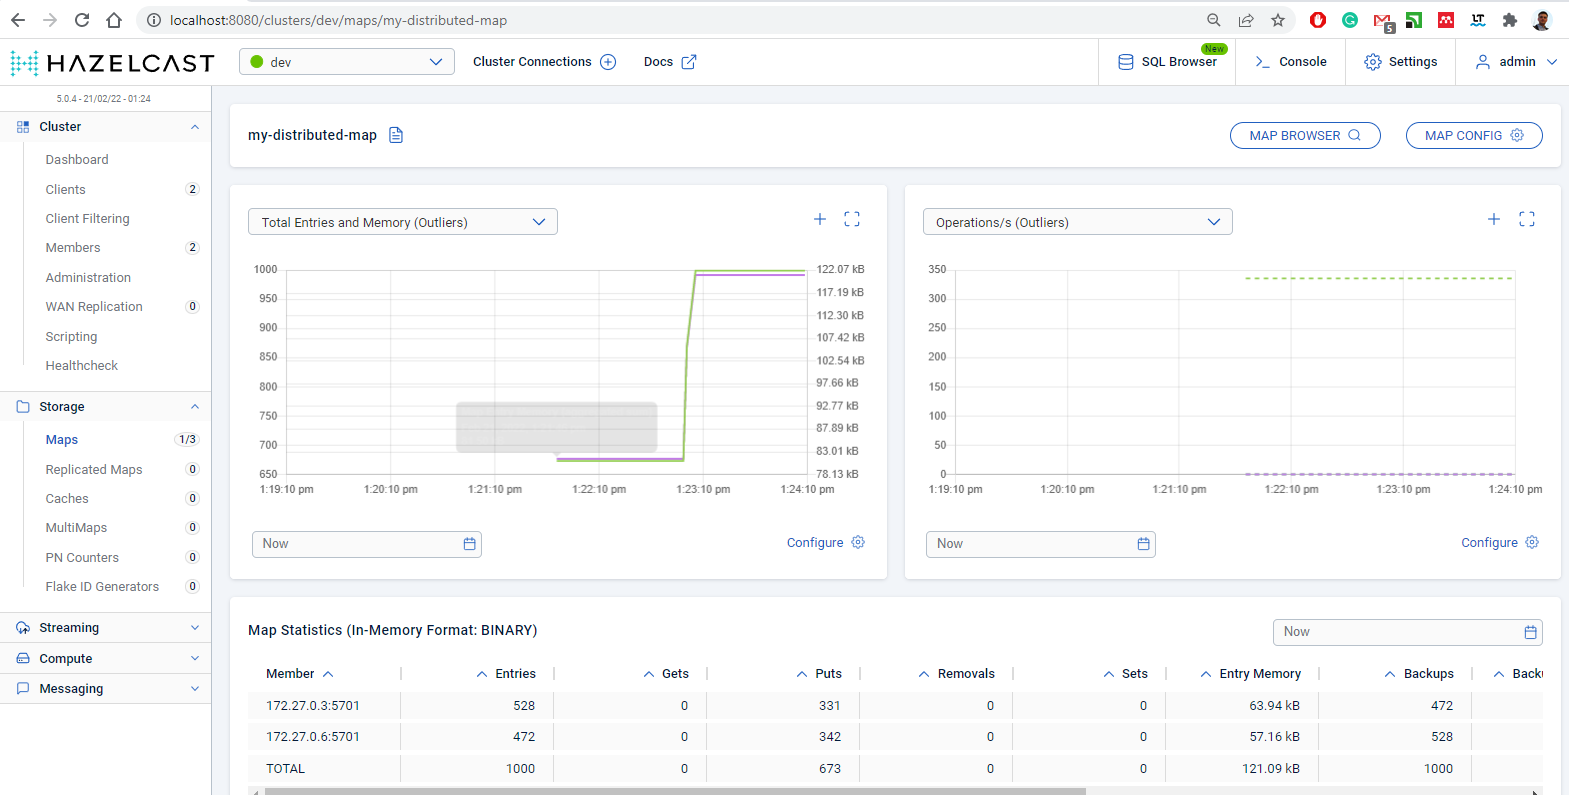 localhost:8080/clusters/dev/maps/my-distributed-map
5
LT
HAZELCAST
dev
Cluster Connections
Docs
New
SQL Browser
Console
Settings
admin
5.0.4 - 21/02/22 - 01:24
Cluster
Dashboard
Clients 2
Client Filtering
Members 2
Administration
WAN Replication 0
Scripting
Healthcheck
Storage
Maps 1/3
Replicated Maps 0
Caches 0
MultiMaps 0
PN Counters 0
Flake ID Generators 0
Streaming
Compute
Messaging
my-distributed-map
MAP BROWSER
MAP CONFIG
Total Entries and Memory (Outliers)
1000
950
900
850
800
750
700
650
122.07 kB
117.19 kB
112.30 kB
107.42 kB
102.54 kB
97.66 kB
92.77 kB
87.89 kB
83.01 kB
78.13 kB
1:19:10 pm 1:20:10 pm 1:21:10 pm 1:22:10 pm 1:23:10 pm 1:24:10 pm
Now
Configure
Operations/s (Outliers)
350
300
250
200
150
100
50
0
1:19:10 pm 1:20:10 pm 1:21:10 pm 1:22:10 pm 1:23:10 pm 1:24:10 pm
Now
Configure
Map Statistics (In-Memory Format: BINARY)
Now
Member Entries Gets Puts Removals Sets Entry Memory Backups Back
172.27.0.3:5701 528 0 331 0 0 63.94 kB 472
172.27.0.6:5701 472 0 342 0 0 57.16 kB 528
TOTAL 1000 0 673 0 0 121.09 kB 1000